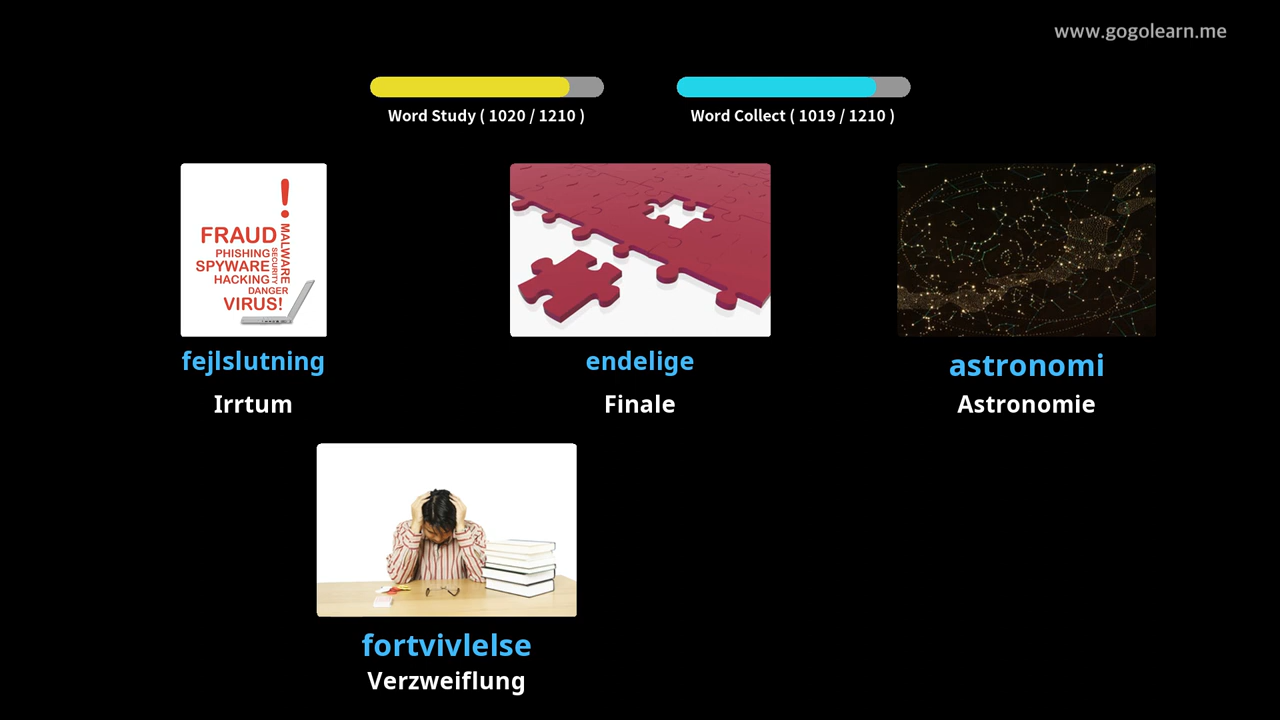 www.gogolearn.me
Word Study ( 1020 / 1210 )
Word Collect ( 1019 / 1210 )
!
FRAUD
MALWARE
PHISHING
SECURITY
SPYWARE
HACKING
DANGER
VIRUS!
fejlslutning
endelige
astronomi
Irrtum
Finale
Astronomie
fortvivlelse
Verzweiflung